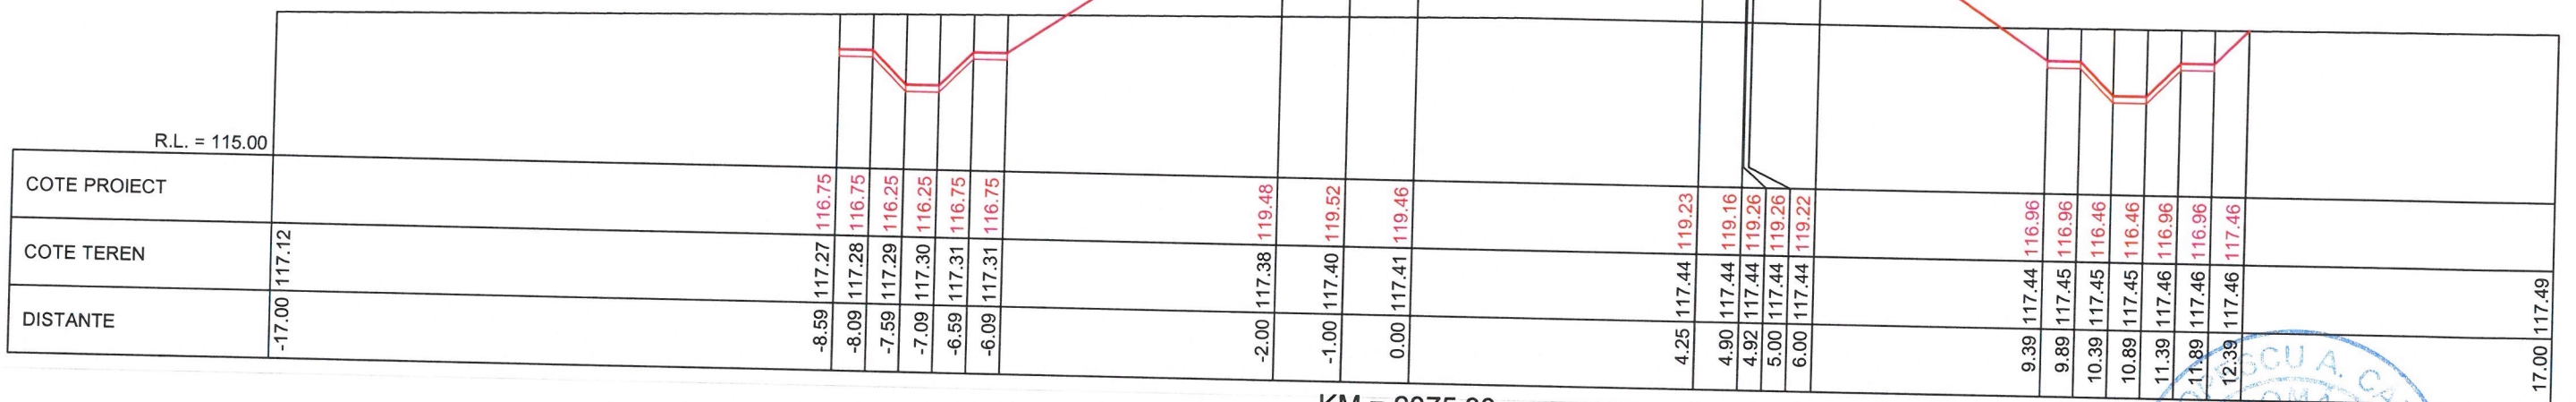 R.L. = 115.00
COTE PROIECT 116.75 116.75 116.25 116.25 116.75 116.75 119.48 119.52 119.46 119.23 119.16 119.26 119.26 119.22 116.96 116.96 116.46 116.46 116.96 116.96 117.46
COTE TEREN 117.12 117.27 117.28 117.29 117.30 117.31 117.31 117.38 117.40 117.41 117.44 117.44 117.44 117.44 117.44 117.44 117.45 117.45 117.45 117.46 117.46 117.46 117.49
DISTANTE -17.00 -8.59 -8.09 -7.59 -7.09 -6.59 -6.09 -2.00 -1.00 0.00 4.25 4.90 4.92 5.00 6.00 9.39 9.89 10.39 10.89 11.39 11.89 12.39 17.00